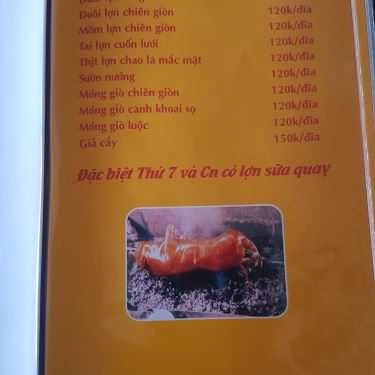 Đuôi lợn chiên giòn 120k/đĩa
Mõm lợn chiên giòn 120k/đĩa
Tai lợn cuốn lưỡi 120k/đĩa
Thịt lợn chao lá mắc mật 120k/đĩa
Sườn nướng 120k/đĩa
Móng giò chiên giòn 120k/đĩa
Móng giò canh khoai sọ 120k/đĩa
Móng giò luộc 120k/đĩa
Giả cầy 150k/đĩa
Đặc biệt Thứ 7 và Cn có lợn sữa quay